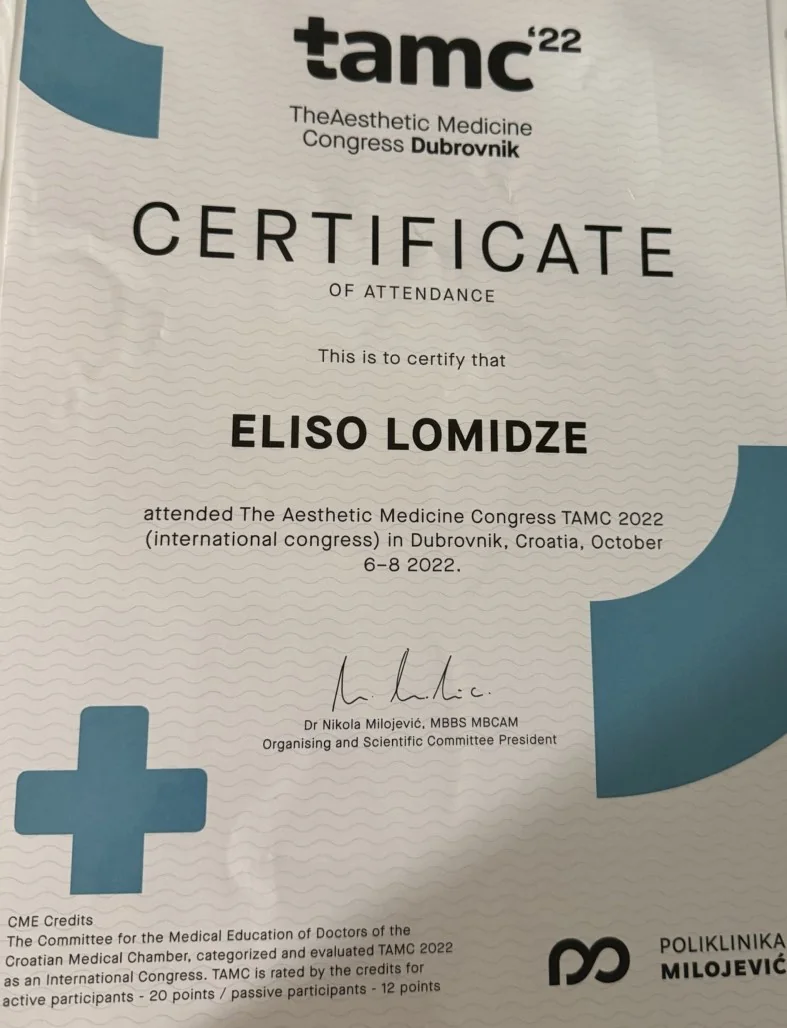 tamc '22
TheAesthetic Medicine
Congress Dubrovnik
CERTIFICATE
OF ATTENDANCE
This is to certify that
ELISO LOMIDZE
attended The Aesthetic Medicine Congress TAMC 2022
(international congress) in Dubrovnik, Croatia, October
6–8 2022.
Dr Nikola Milojević, MBBS MBCAM
Organising and Scientific Committee President
CME Credits
The Committee for the Medical Education of Doctors of the
Croatian Medical Chamber, categorized and evaluated TAMC 2022
as an International Congress. TAMC is rated by the credits for
active participants - 20 points / passive participants - 12 points
POLIKLINIKA
MILOJEVIĆ